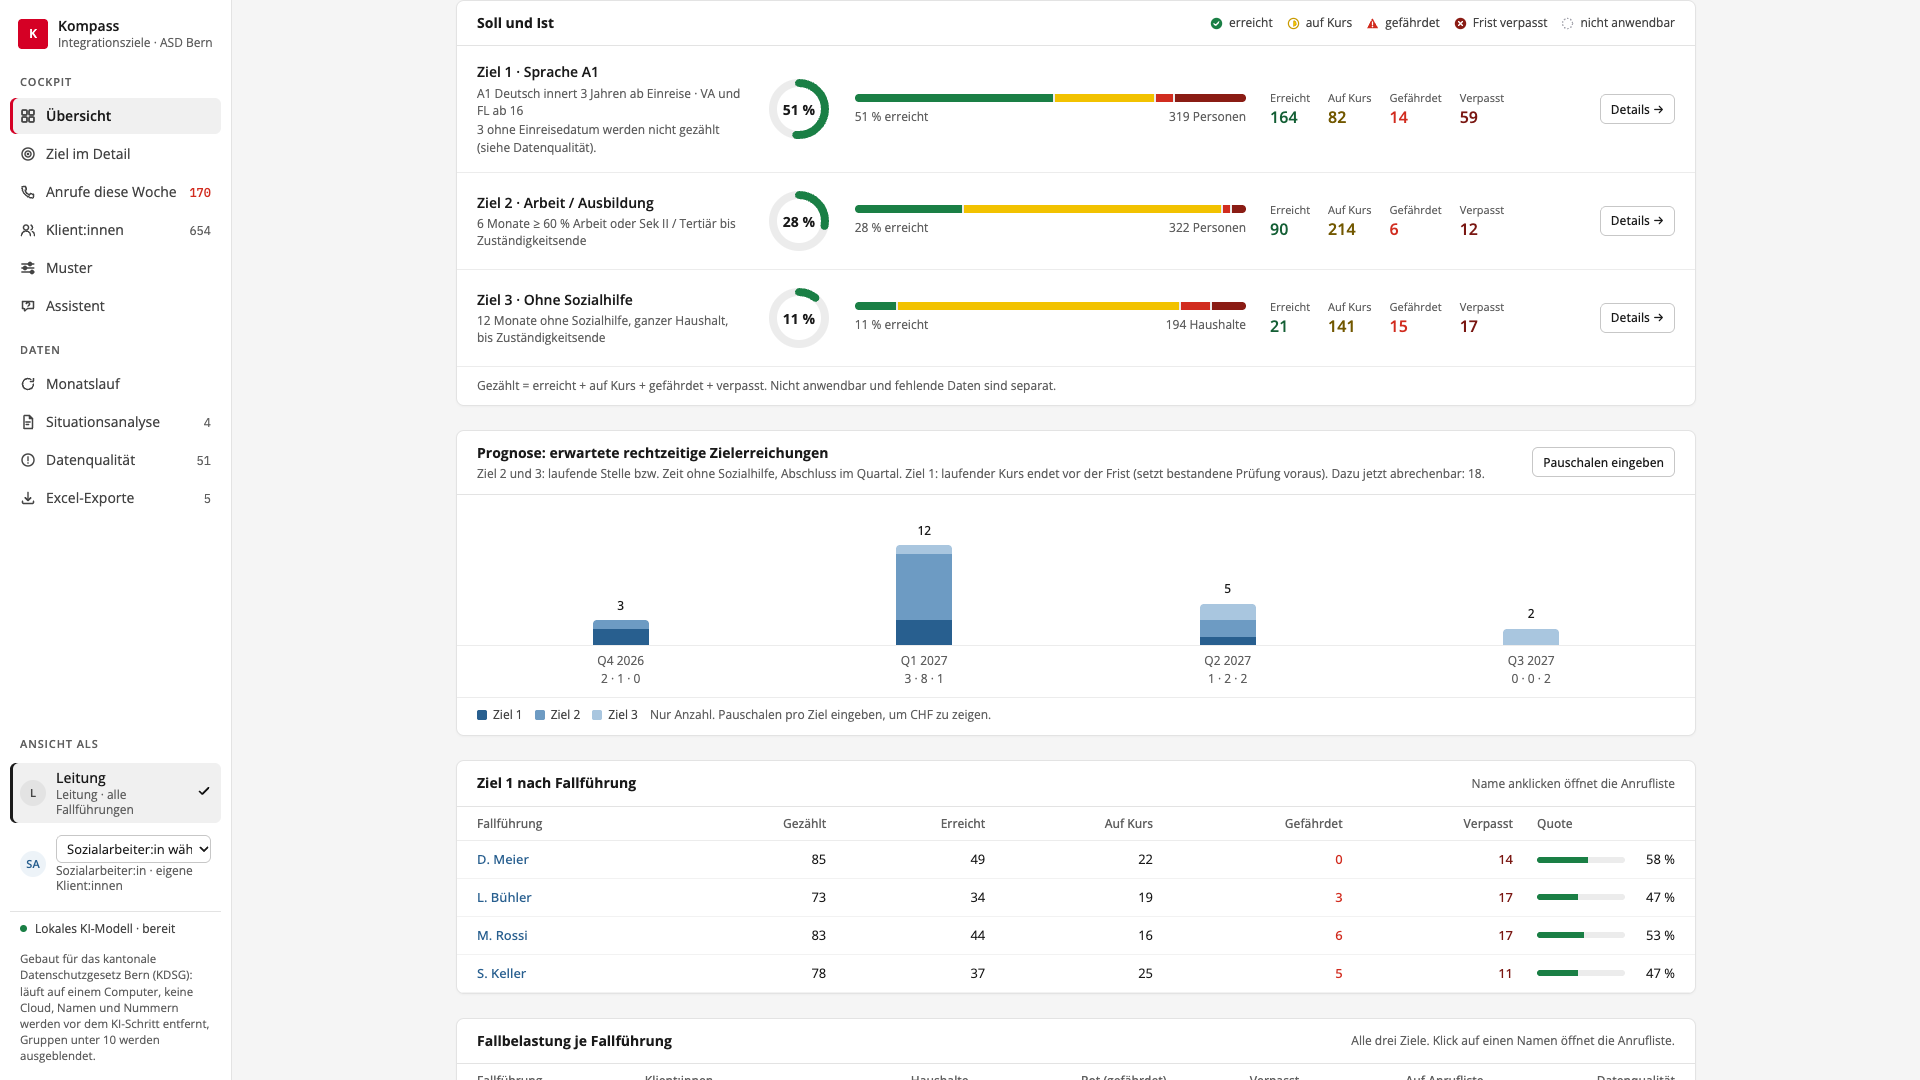 K
Kompass
Integrationsziele · ASD Bern
COCKPIT
Übersicht
Ziel im Detail
Anrufe diese Woche 170
Klient:innen 654
Muster
Assistent
DATEN
Monatslauf
Situationsanalyse 4
Datenqualität 51
Excel-Exporte 5
ANSICHT ALS
L
Leitung
Leitung · alle
Fallführungen
SA
Sozialarbeiter:in wäh
Sozialarbeiter:in · eigene
Klient:innen
Lokales KI-Modell · bereit
Gebaut für das kantonale
Datenschutzgesetz Bern (KDSG):
läuft auf einem Computer, keine
Cloud, Namen und Nummern
werden vor dem KI-Schritt entfernt,
Gruppen unter 10 werden
ausgeblendet.
Soll und Ist
erreicht auf Kurs gefährdet Frist verpasst nicht anwendbar
Ziel 1 · Sprache A1
A1 Deutsch innert 3 Jahren ab Einreise · VA und
FL ab 16
3 ohne Einreisedatum werden nicht gezählt
(siehe Datenqualität).
51 %
51 % erreicht 319 Personen
Erreicht Auf Kurs Gefährdet Verpasst
164 82 14 59
Details →
Ziel 2 · Arbeit / Ausbildung
6 Monate ≥ 60 % Arbeit oder Sek II / Tertiär bis
Zuständigkeitsende
28 %
28 % erreicht 322 Personen
Erreicht Auf Kurs Gefährdet Verpasst
90 214 6 12
Details →
Ziel 3 · Ohne Sozialhilfe
12 Monate ohne Sozialhilfe, ganzer Haushalt,
bis Zuständigkeitsende
11 %
11 % erreicht 194 Haushalte
Erreicht Auf Kurs Gefährdet Verpasst
21 141 15 17
Details →
Gezählt = erreicht + auf Kurs + gefährdet + verpasst. Nicht anwendbar und fehlende Daten sind separat.
Prognose: erwartete rechtzeitige Zielerreichungen
Ziel 2 und 3: laufende Stelle bzw. Zeit ohne Sozialhilfe, Abschluss im Quartal. Ziel 1: laufender Kurs endet vor der Frist (setzt bestandene Prüfung voraus). Dazu jetzt abrechenbar: 18.
Pauschalen eingeben
3 12 5 2
Q4 2026 Q1 2027 Q2 2027 Q3 2027
2 · 1 · 0 3 · 8 · 1 1 · 2 · 2 0 · 0 · 2
Ziel 1 Ziel 2 Ziel 3 Nur Anzahl. Pauschalen pro Ziel eingeben, um CHF zu zeigen.
Ziel 1 nach Fallführung
Name anklicken öffnet die Anrufliste
Fallführung Gezählt Erreicht Auf Kurs Gefährdet Verpasst Quote
D. Meier 85 49 22 0 14 58 %
L. Bühler 73 34 19 3 17 47 %
M. Rossi 83 44 16 6 17 53 %
S. Keller 78 37 25 5 11 47 %
Fallbelastung je Fallführung
Alle drei Ziele. Klick auf einen Namen öffnet die Anrufliste.
Fallführung Klient:innen Haushalte Rot (gefährdet) Verpasst Auf Anrufliste Datenqualität